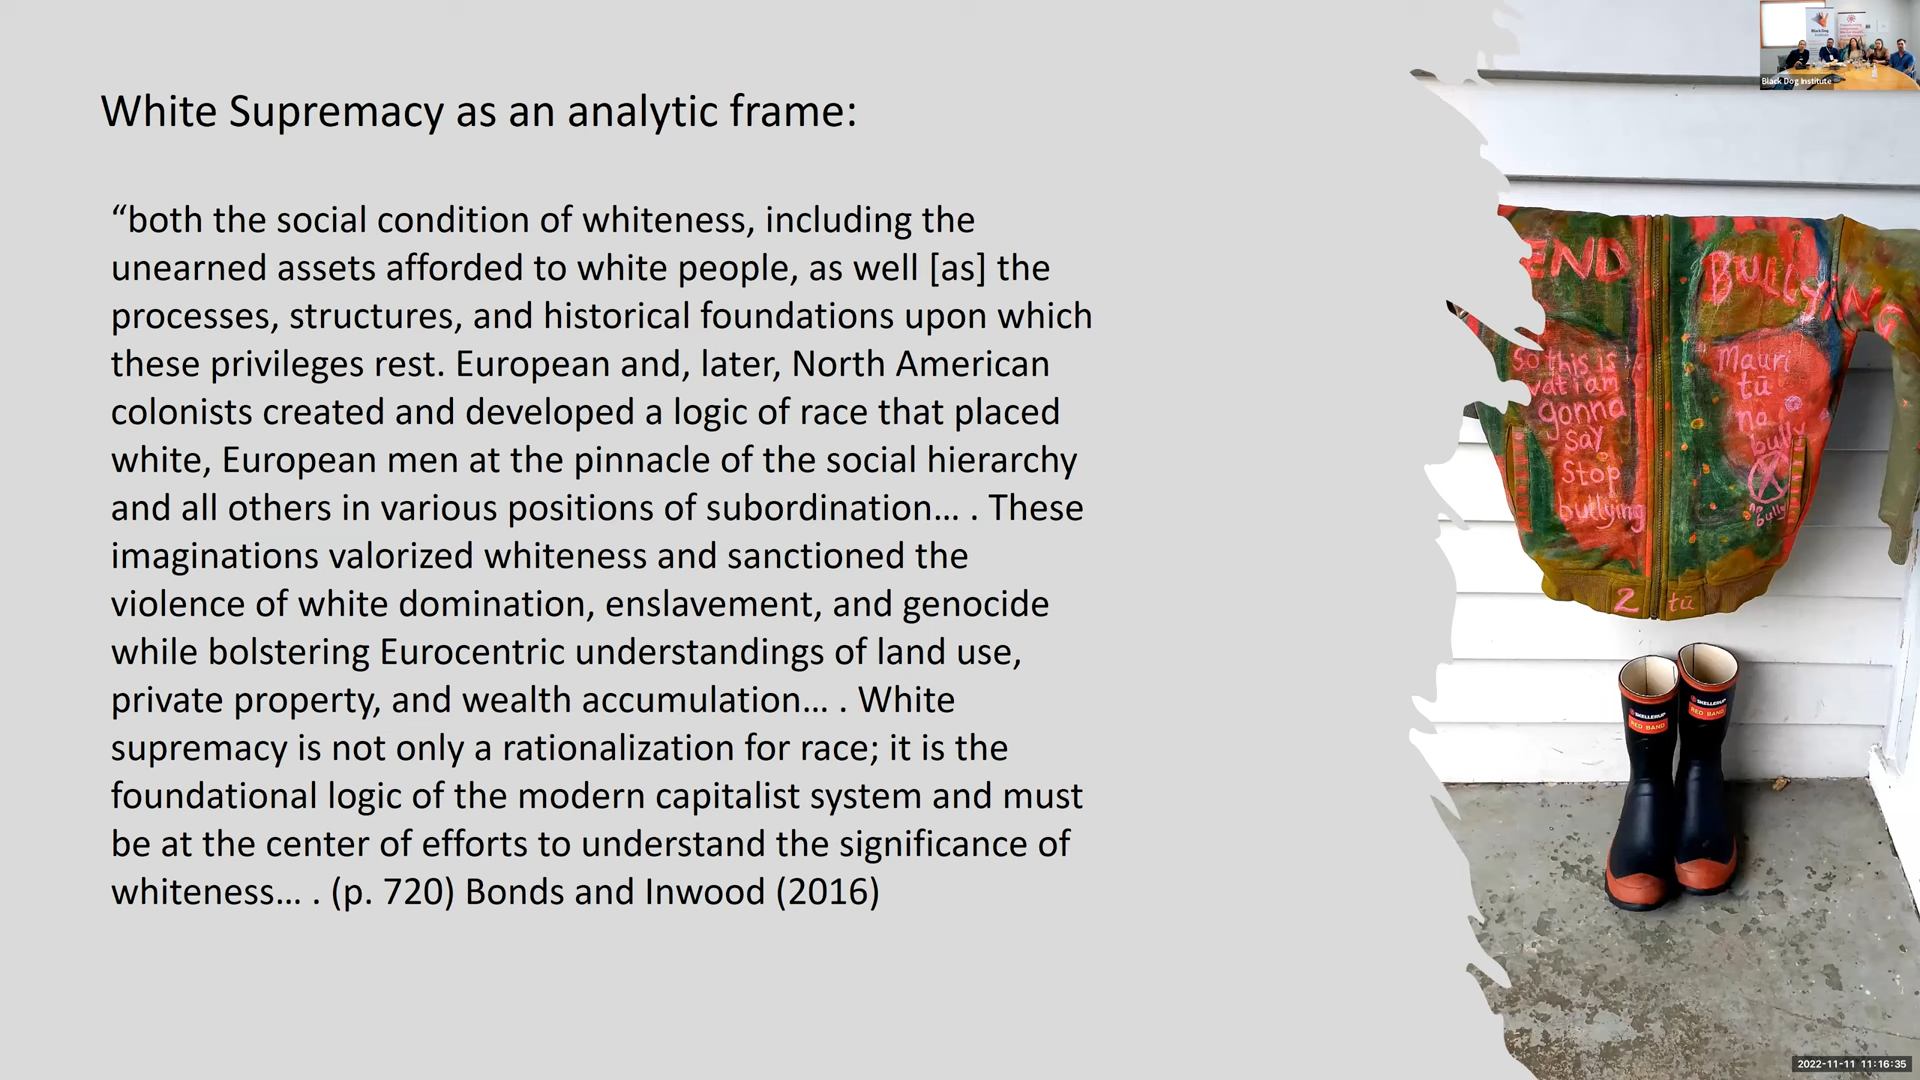 White Supremacy as an analytic frame:
“both the social condition of whiteness, including the
unearned assets afforded to white people, as well [as] the
processes, structures, and historical foundations upon which
these privileges rest. European and, later, North American
colonists created and developed a logic of race that placed
white, European men at the pinnacle of the social hierarchy
and all others in various positions of subordination… . These
imaginations valorized whiteness and sanctioned the
violence of white domination, enslavement, and genocide
while bolstering Eurocentric understandings of land use,
private property, and wealth accumulation… . White
supremacy is not only a rationalization for race; it is the
foundational logic of the modern capitalist system and must
be at the center of efforts to understand the significance of
whiteness… . (p. 720) Bonds and Inwood (2016)
Black Dog Institute
END
BULLYING
So this is
wat i am
gonna
say
Stop
bullying
Mauri
tū
no
bully
no
bully
2 tū
SKELLERUP
RED BAND
SKELLERUP
RED BAND
2022-11-11 11:16:35